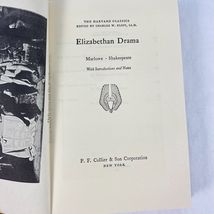 THE HARVARD CLASSICS
EDITED BY CHARLES W. ELIOT, LL.D.
Elizabethan Drama
Marlowe - Shakespeare
With Introductions and Notes
P. F. Collier & Son Corporation
NEW YORK